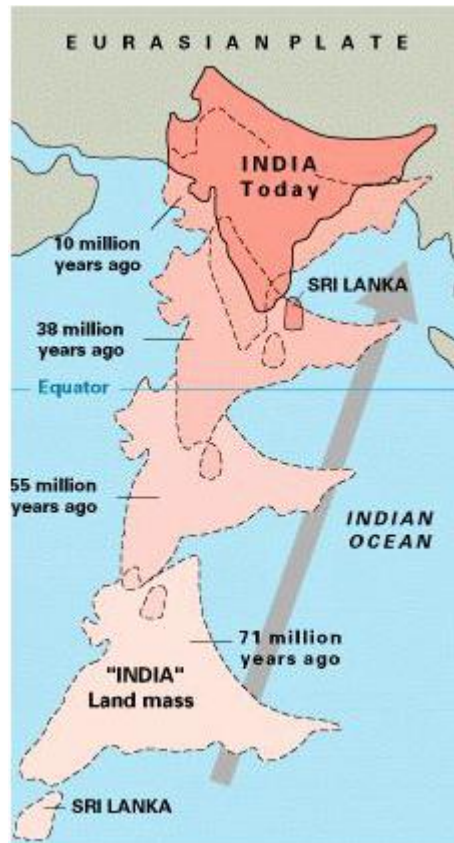 EURASIAN PLATE
INDIA
Today
10 million
years ago
SRI LANKA
38 million
years ago
Equator
55 million
years ago
INDIAN
OCEAN
71 million
years ago
"INDIA"
Land mass
SRI LANKA